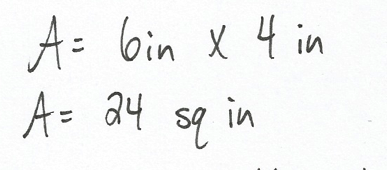 A= 6in x 4 in
A= 24 sq in